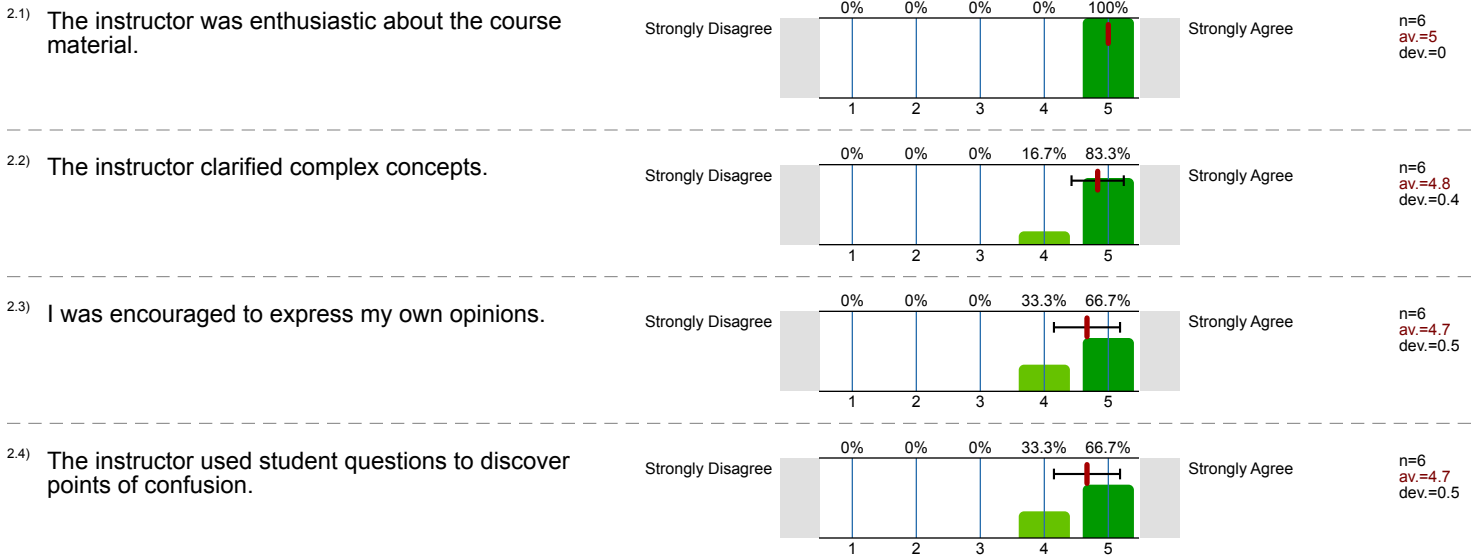 2.1) The instructor was enthusiastic about the course
material.
Strongly Disagree
0% 0% 0% 0% 100%
1 2 3 4 5
Strongly Agree
n=6
av.=5
dev.=0
2.2) The instructor clarified complex concepts.
Strongly Disagree
0% 0% 0% 16.7% 83.3%
1 2 3 4 5
Strongly Agree
n=6
av.=4.8
dev.=0.4
2.3) I was encouraged to express my own opinions.
Strongly Disagree
0% 0% 0% 33.3% 66.7%
1 2 3 4 5
Strongly Agree
n=6
av.=4.7
dev.=0.5
2.4) The instructor used student questions to discover
points of confusion.
Strongly Disagree
0% 0% 0% 33.3% 66.7%
1 2 3 4 5
Strongly Agree
n=6
av.=4.7
dev.=0.5